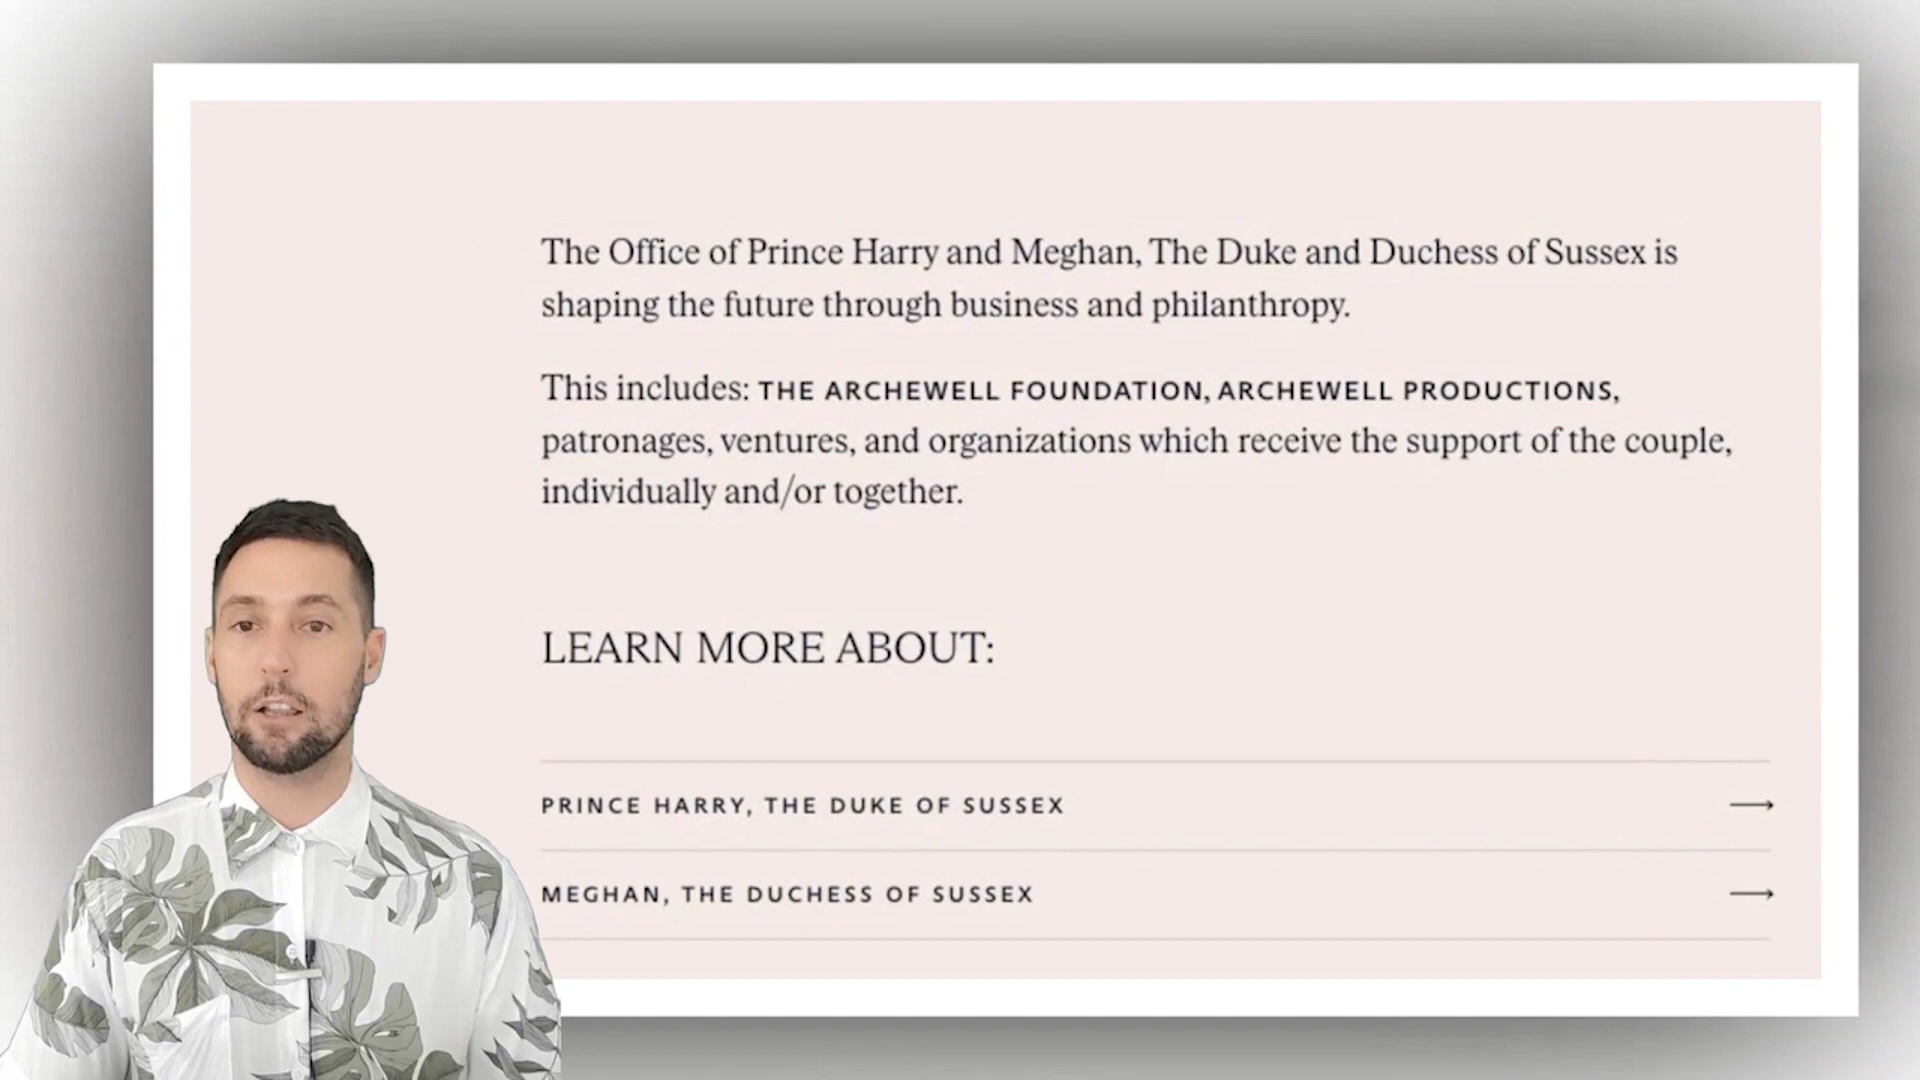 The Office of Prince Harry and Meghan, The Duke and Duchess of Sussex is
shaping the future through business and philanthropy.
This includes: THE ARCHEWELL FOUNDATION, ARCHEWELL PRODUCTIONS,
patronages, ventures, and organizations which receive the support of the couple,
individually and/or together.
LEARN MORE ABOUT:
PRINCE HARRY, THE DUKE OF SUSSEX
MEGHAN, THE DUCHESS OF SUSSEX